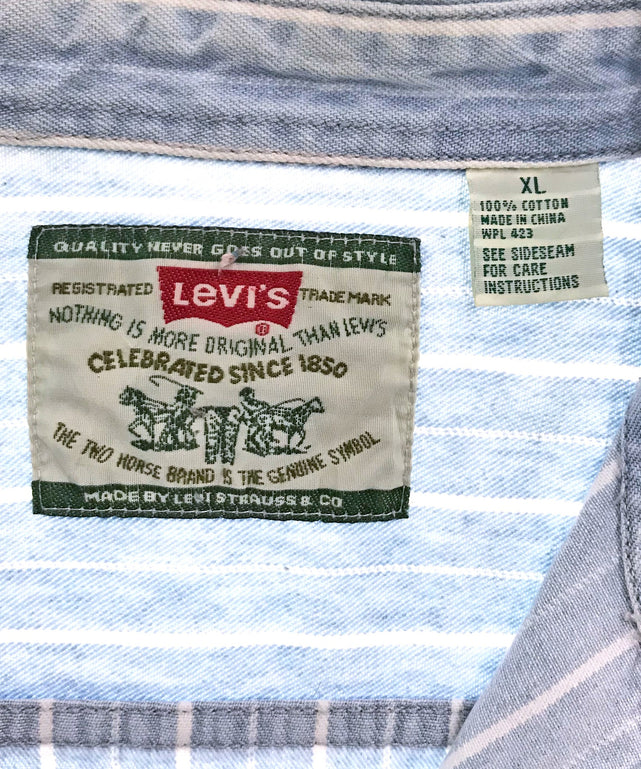 QUALITY NEVER GOES OUT OF STYLE
REGISTRATED LEVI'S TRADE MARK
NOTHING IS MORE ORIGINAL THAN LEVI'S
CELEBRATED SINCE 1850
THE TWO HORSE BRAND IS THE GENUINE SYMBOL
MADE BY LEVI STRAUSS & CO
XL
100% COTTON
MADE IN CHINA
WPL 423
SEE SIDESEAM
FOR CARE
INSTRUCTIONS